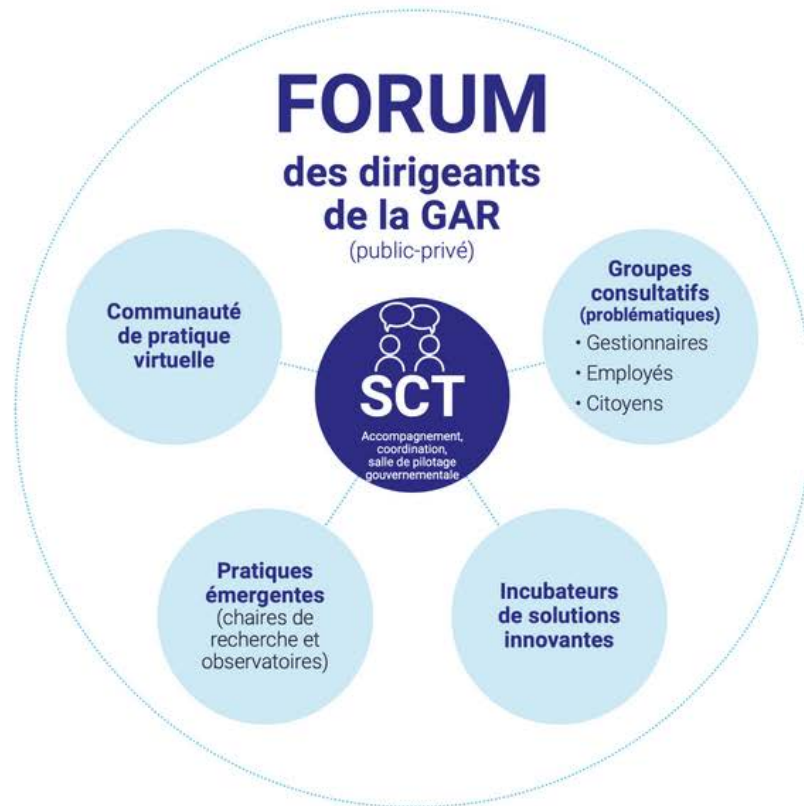 FORUM
des dirigeants
de la GAR
(public-privé)
Communauté
de pratique
virtuelle
Groupes
consultatifs
(problématiques)
• Gestionnaires
• Employés
• Citoyens
SCT
Accompagnement,
coordination,
salle de pilotage
gouvernementale
Pratiques
émergentes
(chaires de
recherche et
observatoires)
Incubateurs
de solutions
innovantes